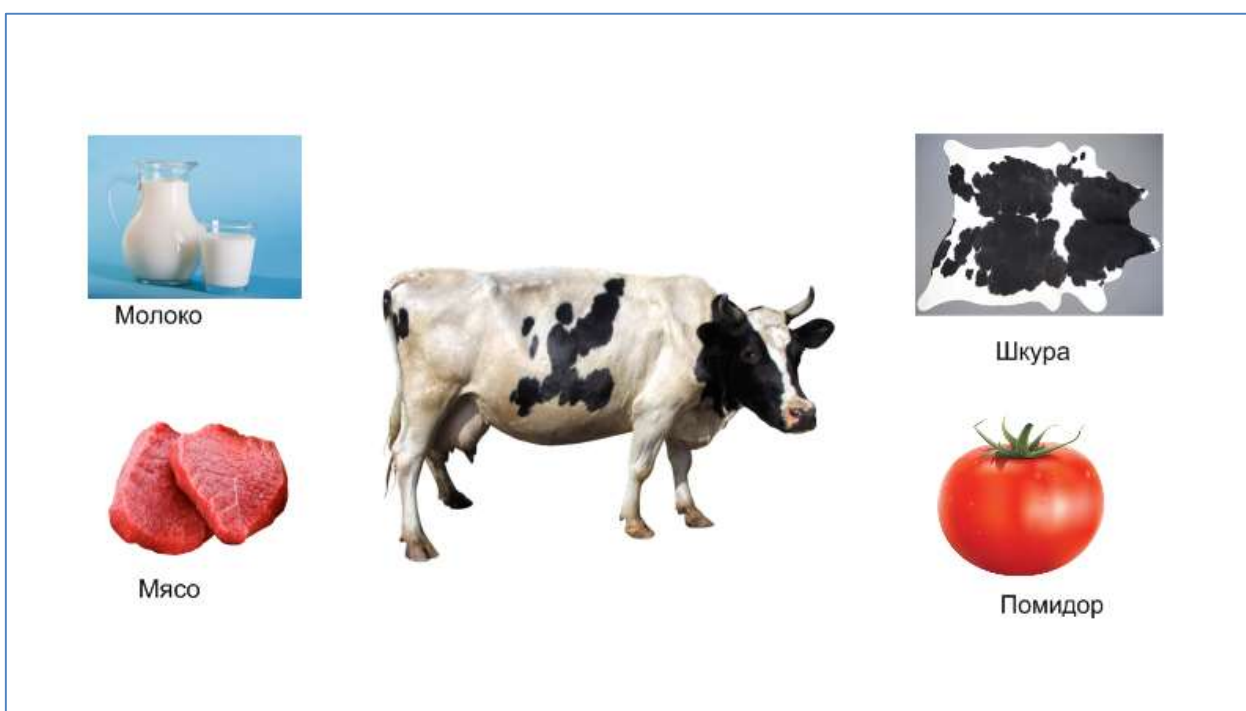 Молоко
Шкура
Мясо
Помидор